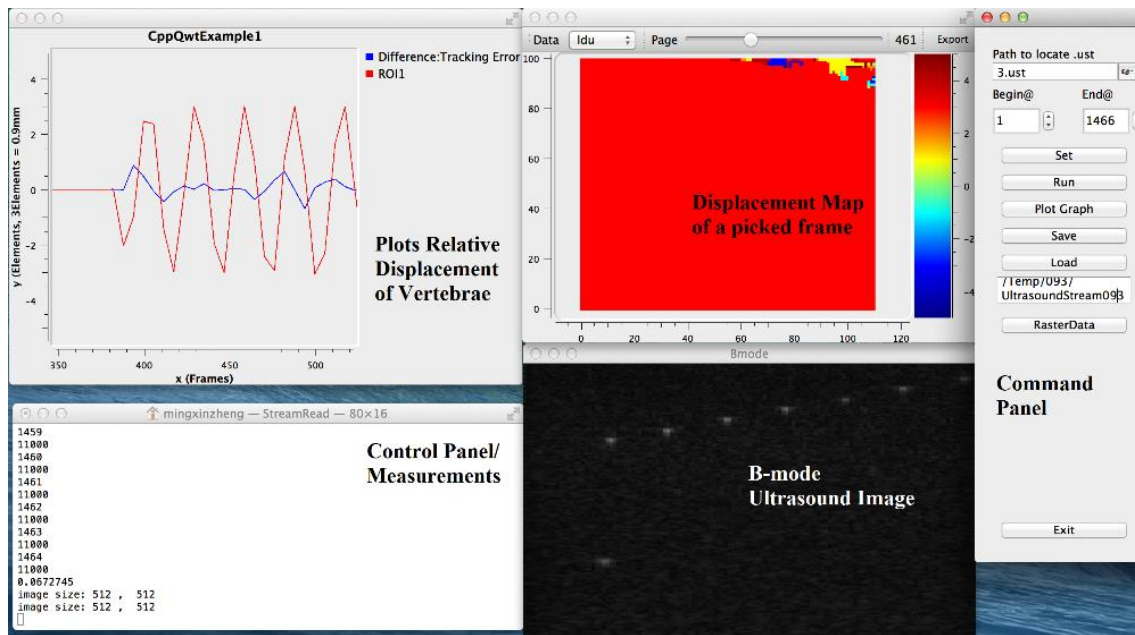 CppQwtExample1
Difference:Tracking Error
ROI1
4
2
0
-2
-4
y (Elements, 3Elements = 0.9mm)
Plots Relative
Displacement
of Vertebrae
350
400
450
500
x (Frames)
Data
Idu
Page
461
Export
100
80
60
40
20
0
Displacement Map
of a picked frame
0
20
40
60
80
100
120
4
2
0
-2
-4
Path to locate .ust
3.ust
Begin@ End@
1 1466
Set
Run
Plot Graph
Save
Load
/Temp/093/
UltrasoundStream093
RasterData
Command
Panel
Exit
mingxinzheng — StreamRead — 80×16
1459
11000
1460
11000
1461
11000
1462
11000
1463
11000
1464
11000
0.0672745
image size: 512 , 512
image size: 512 , 512
Control Panel/
Measurements
Bmode
B-mode
Ultrasound Image